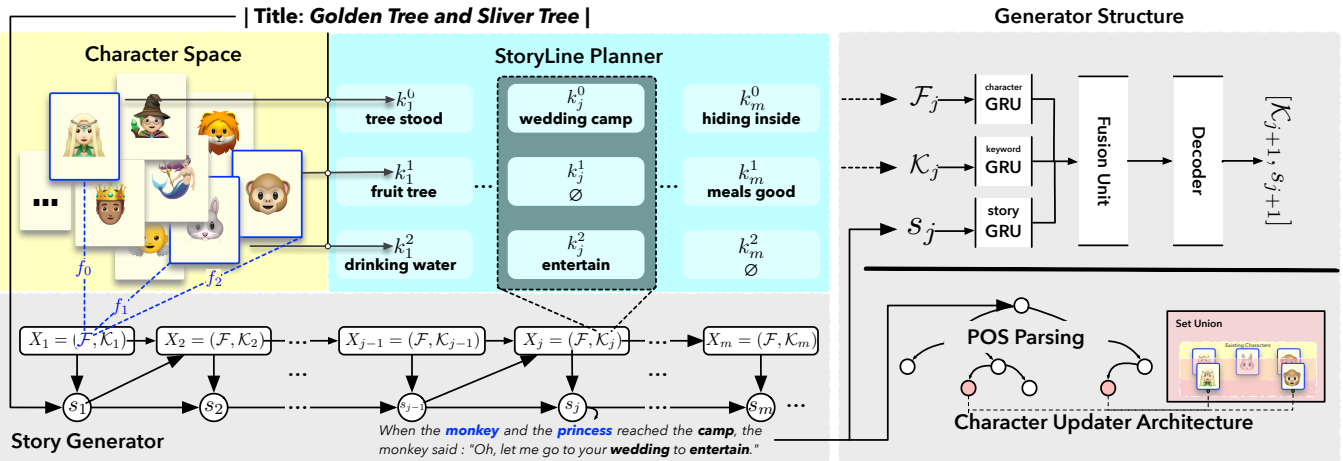 | Title: Golden Tree and Sliver Tree |
Character Space
...
f_0
f_1
f_2
StoryLine Planner
k_1^0
tree stood
k_j^0
wedding camp
k_m^0
hiding inside
k_1^1
fruit tree
...
k_j^1
∅
...
k_m^1
meals good
k_1^2
drinking water
k_j^2
entertain
k_m^2
∅
X_1 = (F, K_1)
X_2 = (F, K_2)
...
X_{j-1} = (F, K_{j-1})
X_j = (F, K_j)
...
X_m = (F, K_m)
...
...
s_1
s_2
...
s_{j-1}
s_j
...
s_m
...
Story Generator
When the monkey and the princess reached the camp, the
monkey said : "Oh, let me go to your wedding to entertain."
Generator Structure
F_j
character
GRU
K_j
keyword
GRU
s_j
story
GRU
Fusion Unit
Decoder
[K_{j+1}, s_{j+1}]
POS Parsing
Set Union
Existing Characters
Character Updater Architecture